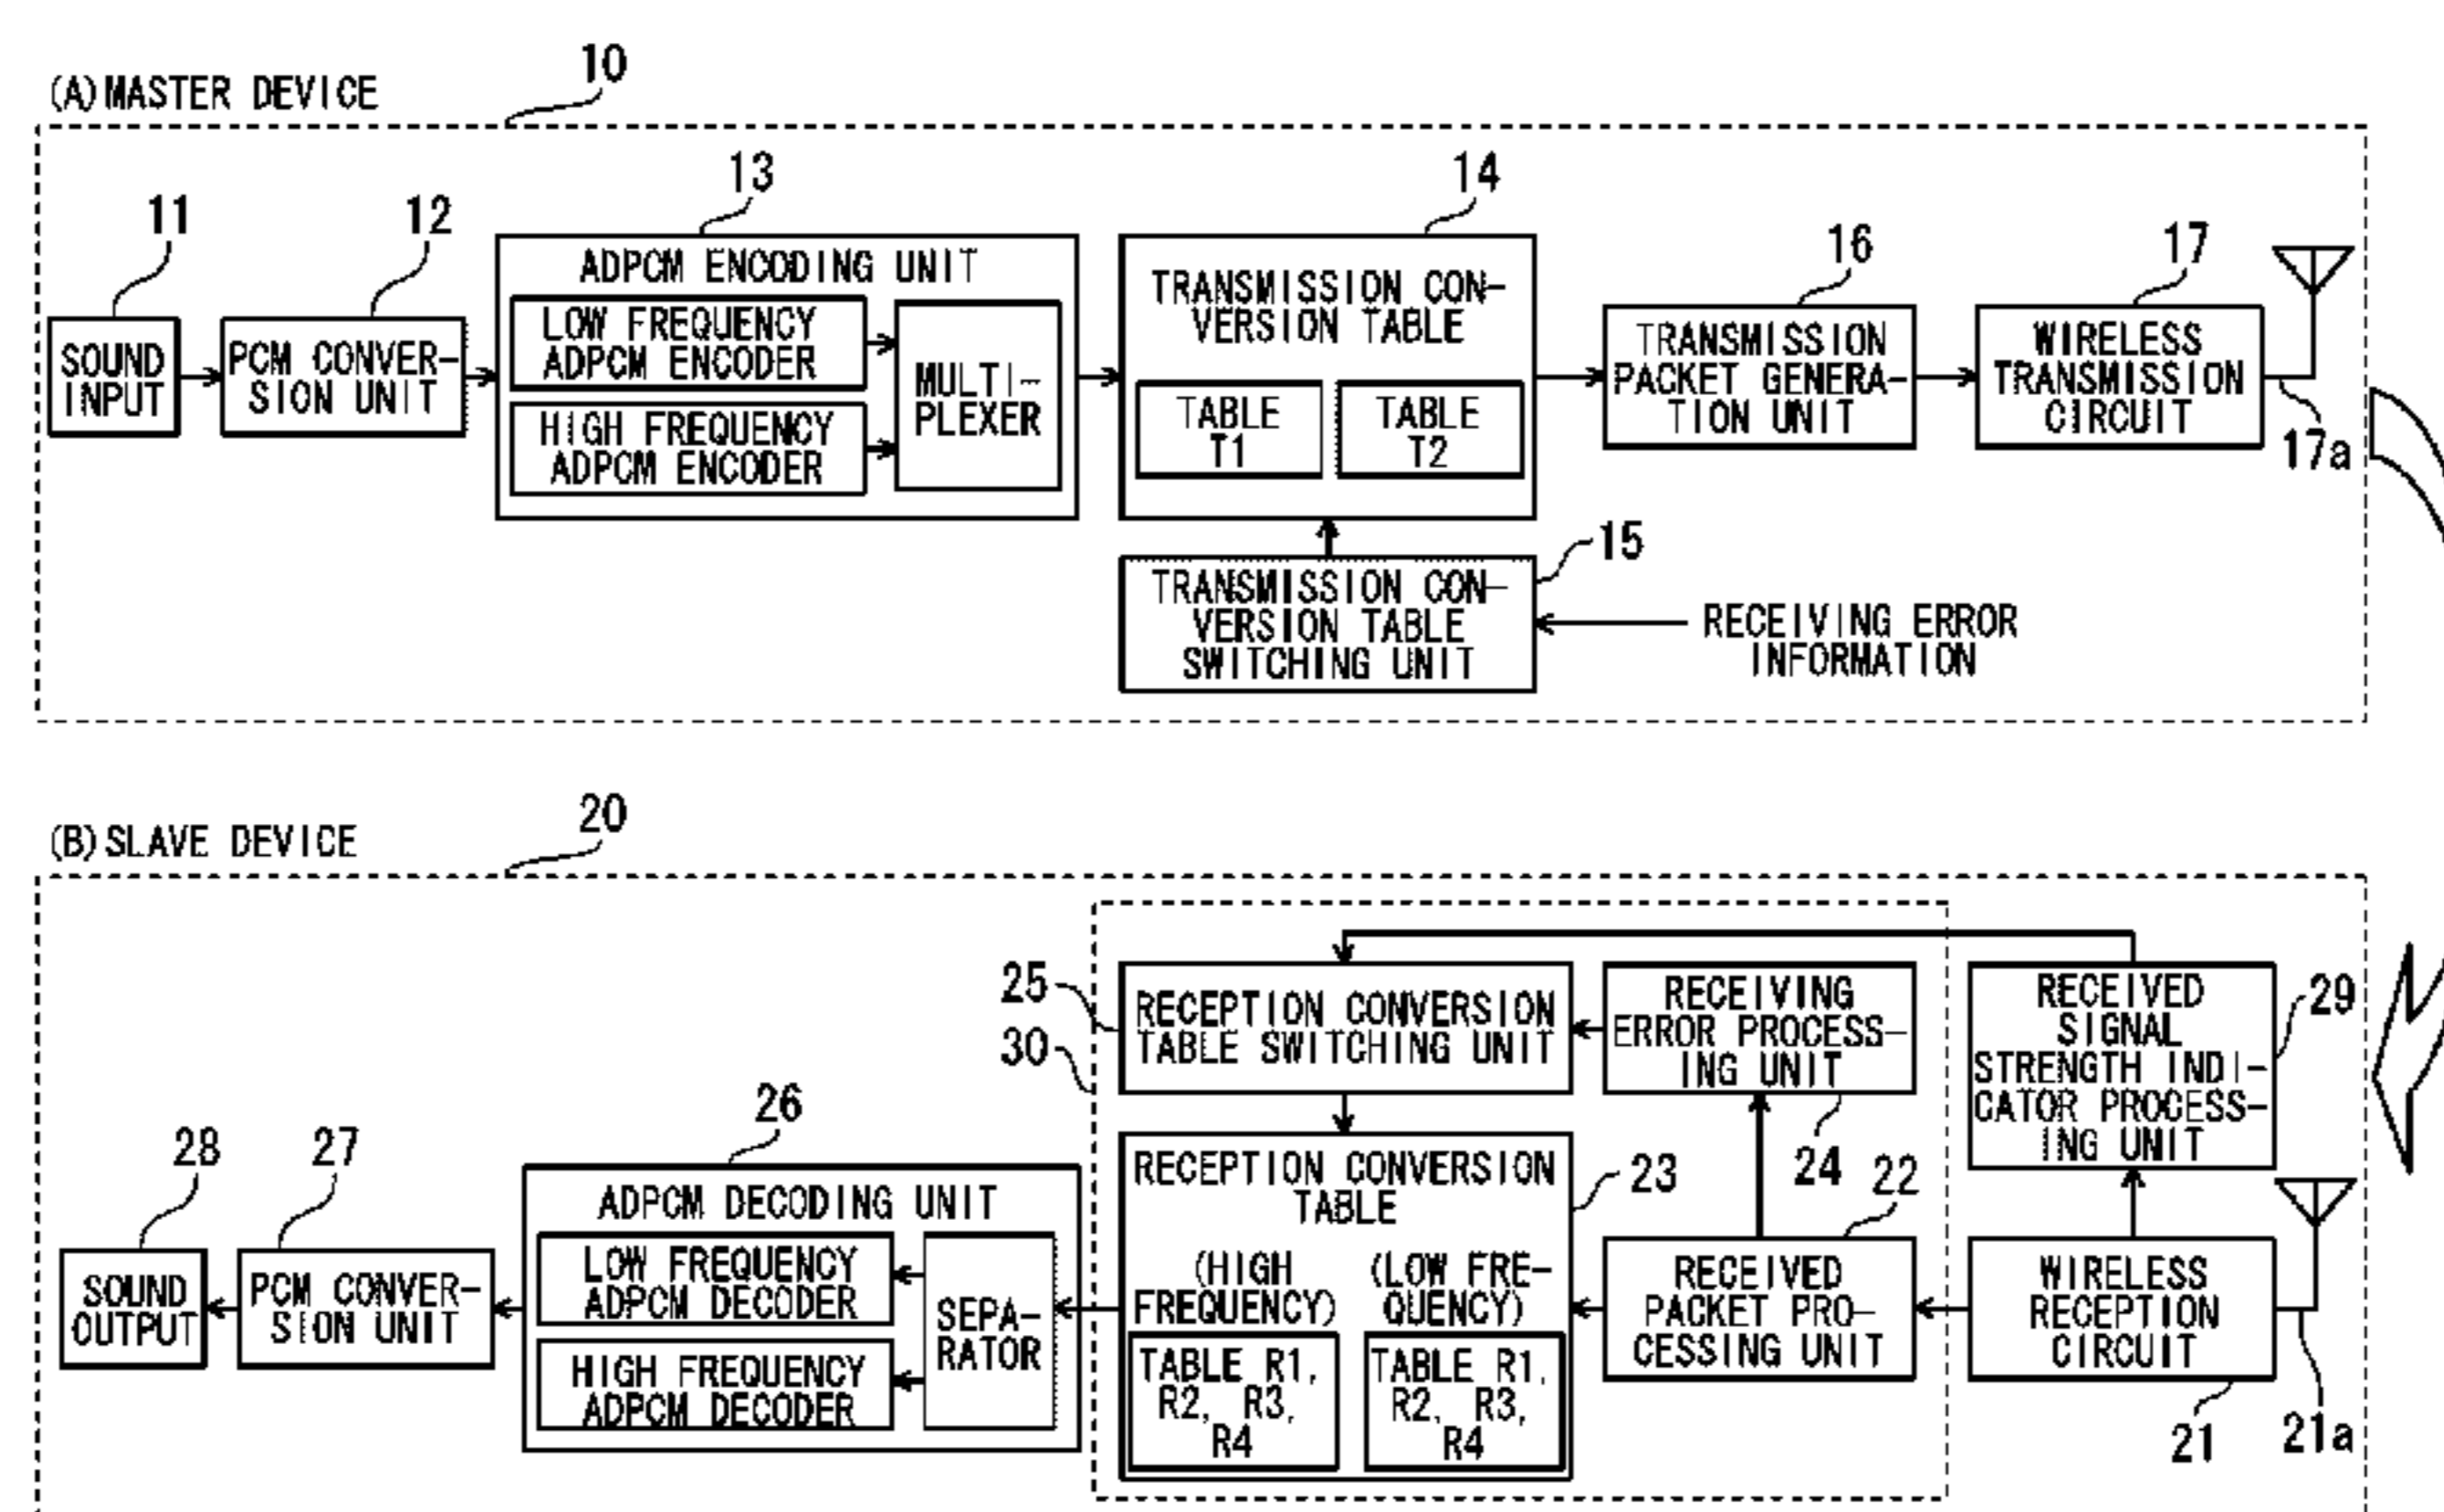 (A)MASTER DEVICE
10
11
12
13
14
16
17
SOUND
INPUT
PCM CONVER-
SION UNIT
ADPCM ENCODING UNIT
LOW FREQUENCY
ADPCM ENCODER
HIGH FREQUENCY
ADPCM ENCODER
MULTI-
PLEXER
TRANSMISSION CON-
VERSION TABLE
TABLE
T1
TABLE
T2
TRANSMISSION
PACKET GENERA-
TION UNIT
WIRELESS
TRANSMISSION
CIRCUIT
17a
15
TRANSMISSION CON-
VERSION TABLE
SWITCHING UNIT
RECEIVING ERROR
INFORMATION
(B)SLAVE DEVICE
20
25
30
RECEPTION CONVERSION
TABLE SWITCHING UNIT
RECEIVING
ERROR PROCESS-
ING UNIT
24
RECEIVED
SIGNAL
STRENGTH INDI-
CATOR PROCESS-
ING UNIT
29
28
27
26
SOUND
OUTPUT
PCM CONVER-
SION UNIT
ADPCM DECODING UNIT
LOW FREQUENCY
ADPCM DECODER
HIGH FREQUENCY
ADPCM DECODER
SEPA-
RATOR
RECEPTION CONVERSION
TABLE
(HIGH
FREQUENCY)
(LOW FRE-
QUENCY)
TABLE R1,
R2, R3,
R4
TABLE R1,
R2, R3,
R4
23
22
RECEIVED
PACKET PRO-
CESSING UNIT
WIRELESS
RECEPTION
CIRCUIT
21
21a